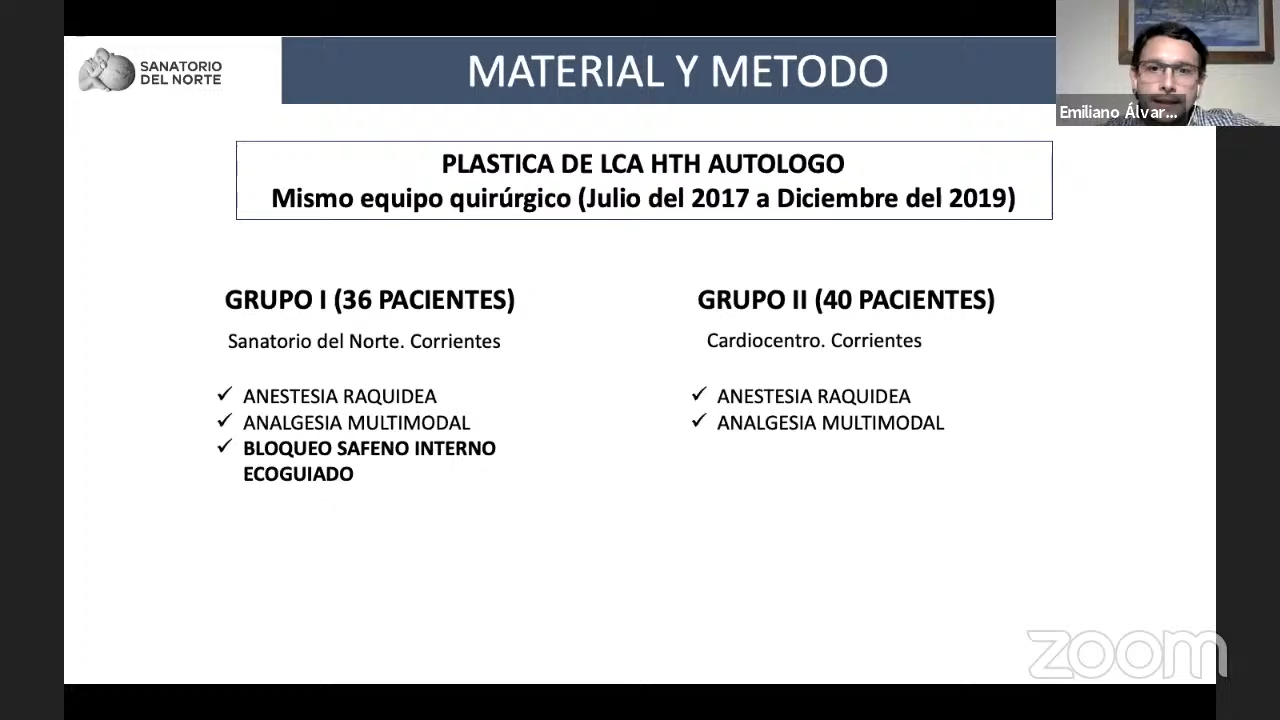 SANATORIO
DEL NORTE
MATERIAL Y METODO
Emiliano Álvar...
PLASTICA DE LCA HTH AUTOLOGO
Mismo equipo quirúrgico (Julio del 2017 a Diciembre del 2019)
GRUPO I (36 PACIENTES)
Sanatorio del Norte. Corrientes
✓ ANESTESIA RAQUIDEA
✓ ANALGESIA MULTIMODAL
✓ BLOQUEO SAFENO INTERNO
ECOGUIADO
GRUPO II (40 PACIENTES)
Cardiocentro. Corrientes
✓ ANESTESIA RAQUIDEA
✓ ANALGESIA MULTIMODAL
zoom